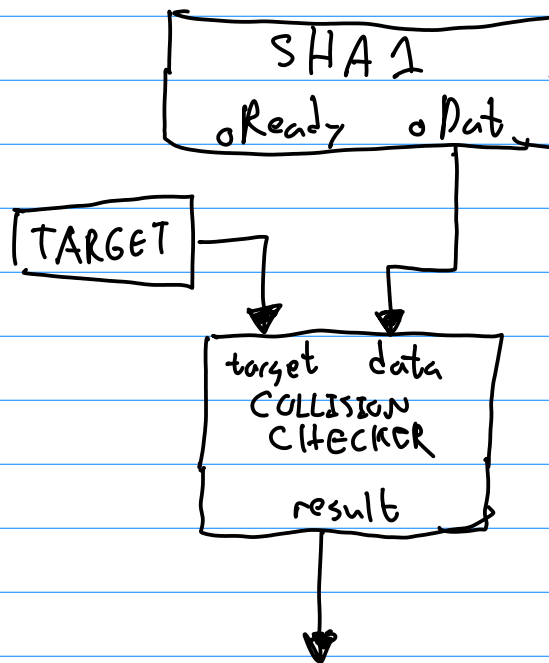 SHA1
oReady oDat
TARGET
target data
COLLISION
CHECKER
result